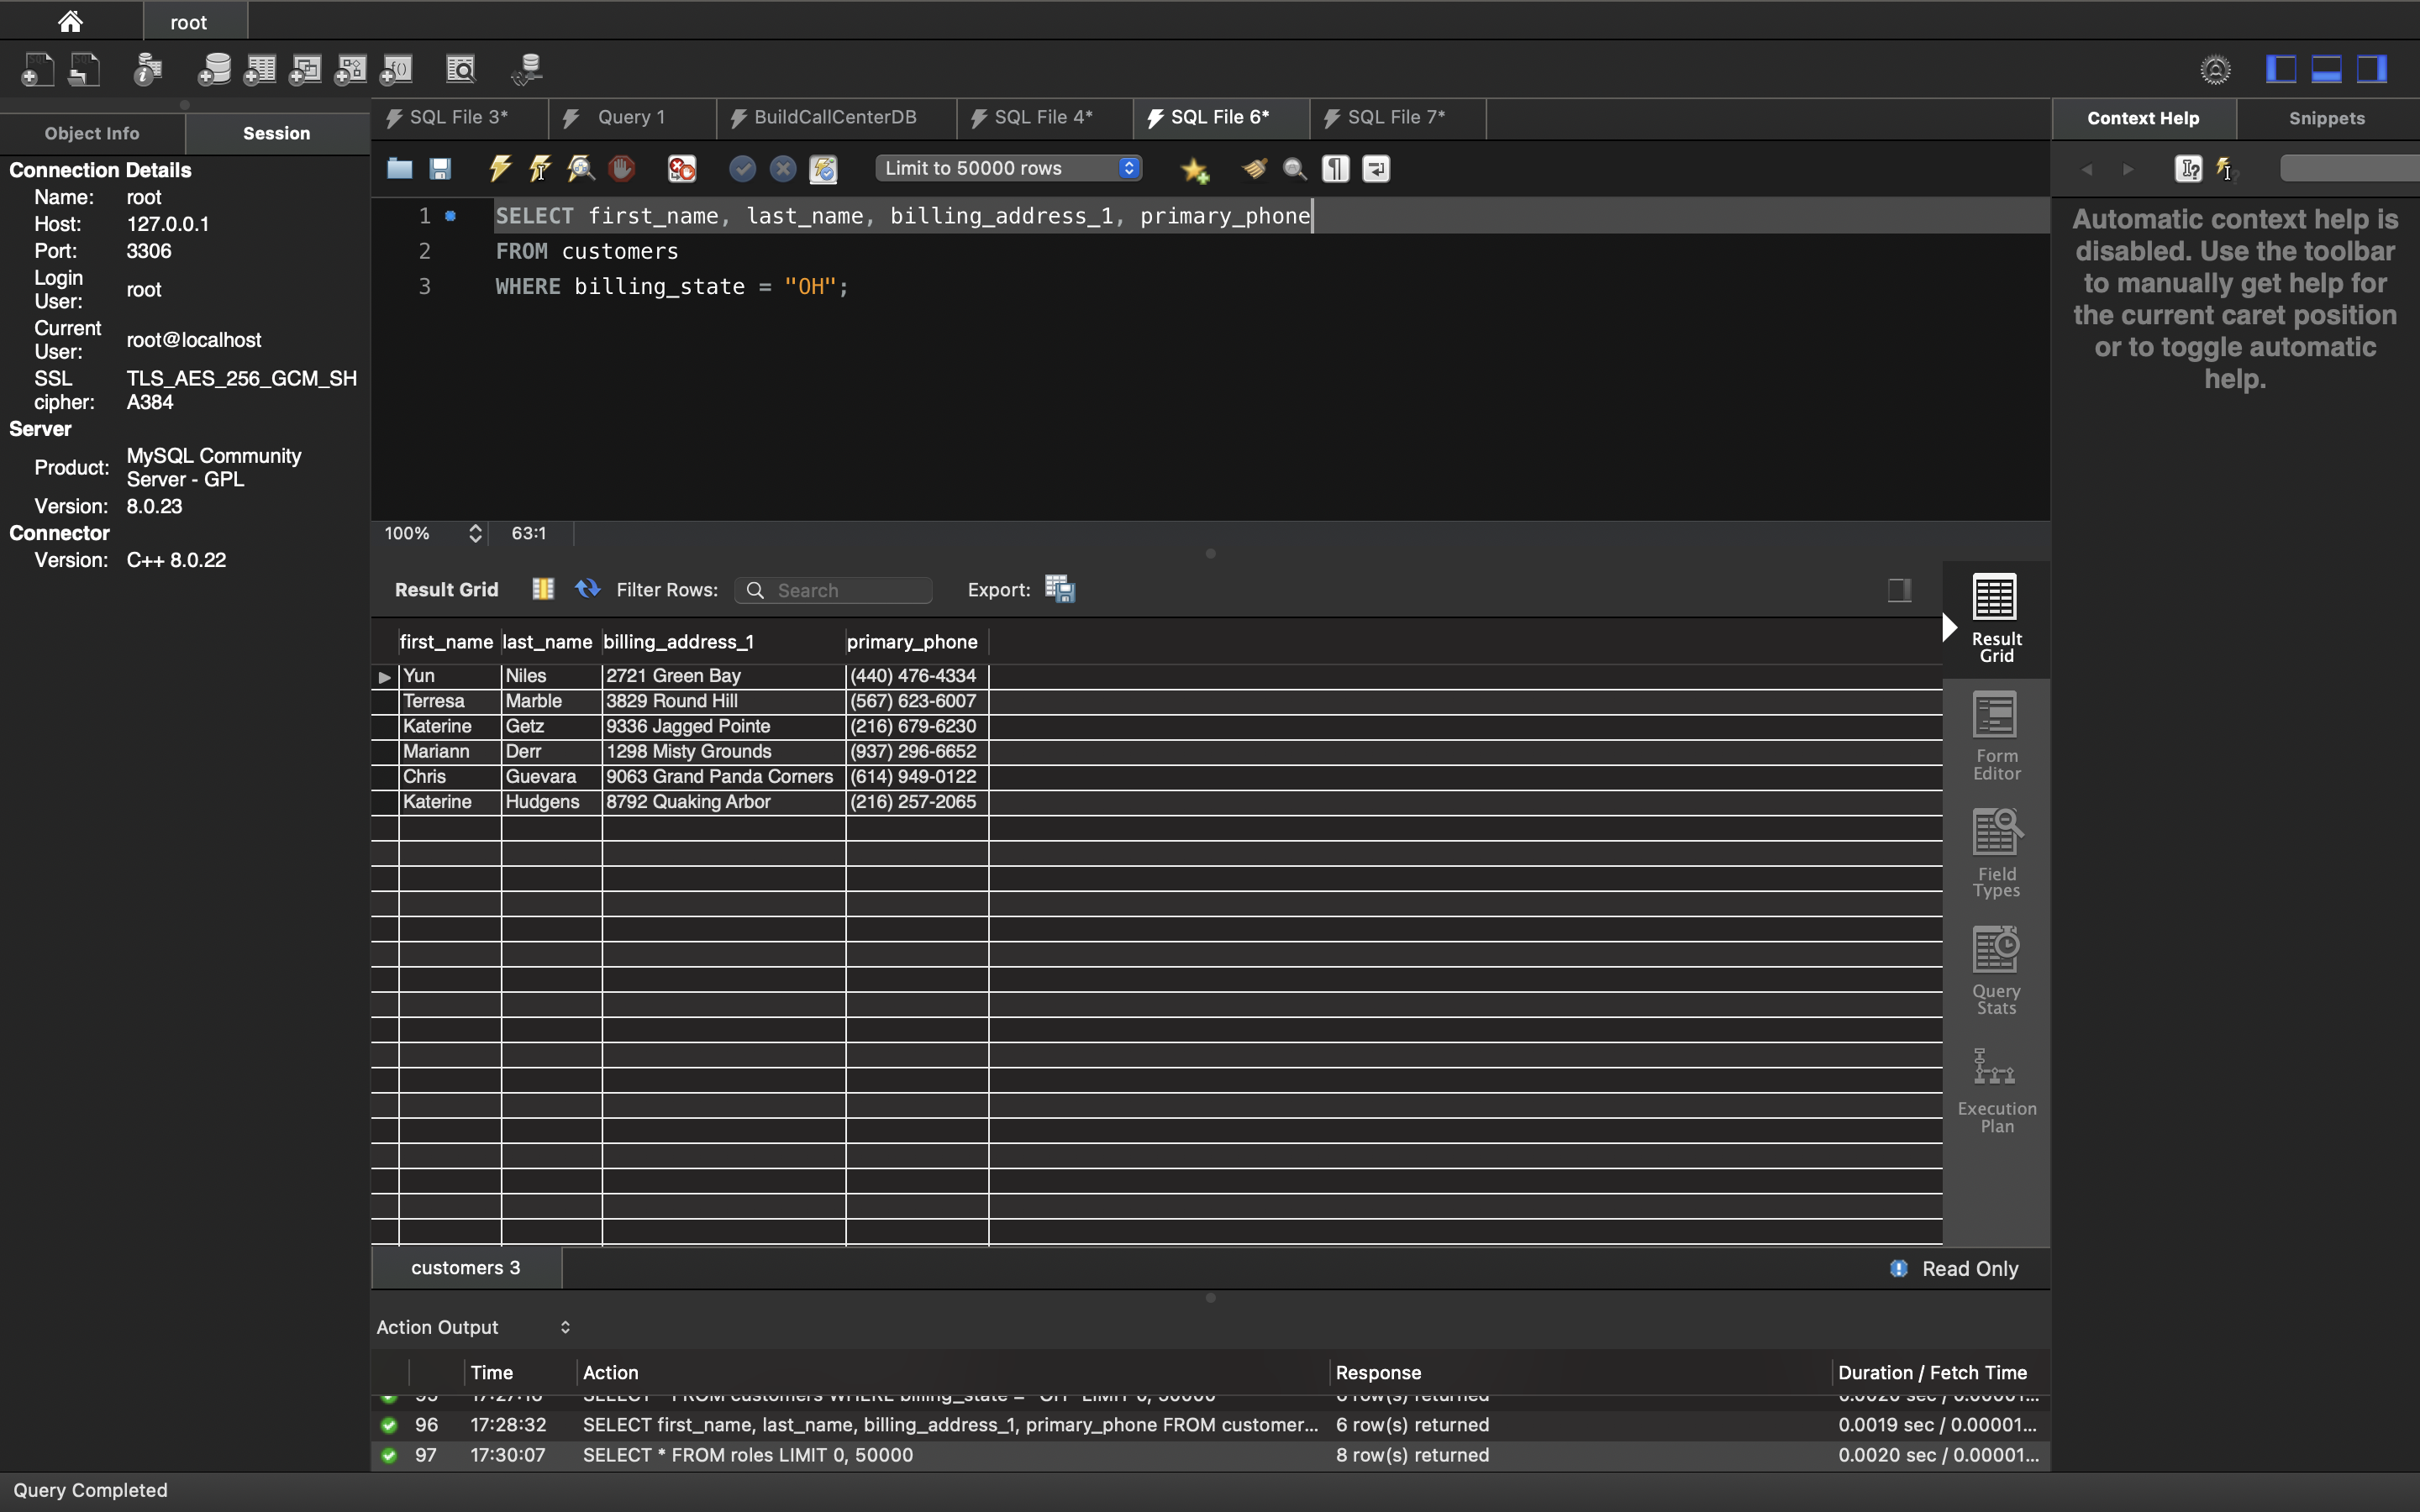 root
Object Info
Session
Connection Details
Name: root
Host: 127.0.0.1
Port: 3306
Login User: root
Current User: root@localhost
SSL cipher: TLS_AES_256_GCM_SHA384
Server
Product: MySQL Community Server - GPL
Version: 8.0.23
Connector
Version: C++ 8.0.22
SQL File 3*
Query 1
BuildCallCenterDB
SQL File 4*
SQL File 6*
SQL File 7*
Limit to 50000 rows
1 SELECT first_name, last_name, billing_address_1, primary_phone
2 FROM customers
3 WHERE billing_state = "OH";
100% 63:1
Result Grid Filter Rows: Search Export:
first_name last_name billing_address_1 primary_phone
Yun Niles 2721 Green Bay (440) 476-4334
Terresa Marble 3829 Round Hill (567) 623-6007
Katerine Getz 9336 Jagged Pointe (216) 679-6230
Mariann Derr 1298 Misty Grounds (937) 296-6652
Chris Guevara 9063 Grand Panda Corners (614) 949-0122
Katerine Hudgens 8792 Quaking Arbor (216) 257-2065
Result
Grid
Form
Editor
Field
Types
Query
Stats
Execution
Plan
customers 3
Read Only
Action Output
Time Action Response Duration / Fetch Time
96 17:28:32 SELECT first_name, last_name, billing_address_1, primary_phone FROM customer... 6 row(s) returned 0.0019 sec / 0.00001...
97 17:30:07 SELECT * FROM roles LIMIT 0, 50000 8 row(s) returned 0.0020 sec / 0.00001...
Query Completed
Context Help
Snippets
Automatic context help is
disabled. Use the toolbar
to manually get help for
the current caret position
or to toggle automatic
help.